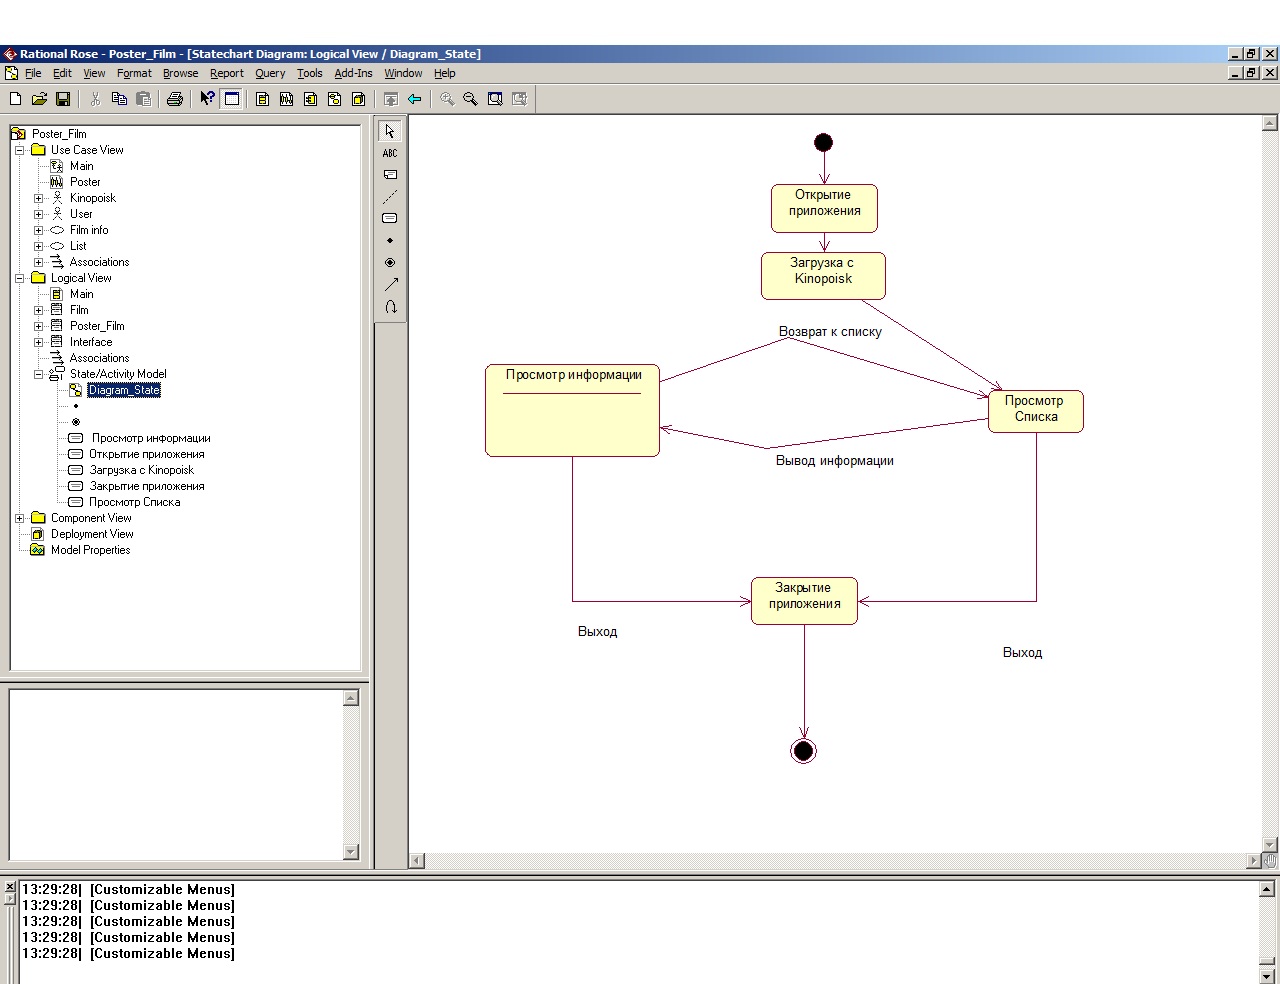 Rational Rose - Poster_Film - [Statechart Diagram: Logical View / Diagram_State]
File Edit View Format Browse Report Query Tools Add-Ins Window Help
Poster_Film
Use Case View
Main
Poster
Kinopoisk
User
Film info
List
Associations
Logical View
Main
Film
Poster_Film
Interface
Associations
State/Activity Model
Diagram_State
Просмотр информации
Открытие приложения
Загрузка с Kinopoisk
Закрытие приложения
Просмотр Списка
Component View
Deployment View
Model Properties
ABC
Открытие
приложения
Загрузка с
Kinopoisk
Возврат к списку
Просмотр информации
Просмотр
Списка
Вывод информации
Закрытие
приложения
Выход
Выход
13:29:28| [Customizable Menus]
13:29:28| [Customizable Menus]
13:29:28| [Customizable Menus]
13:29:28| [Customizable Menus]
13:29:28| [Customizable Menus]